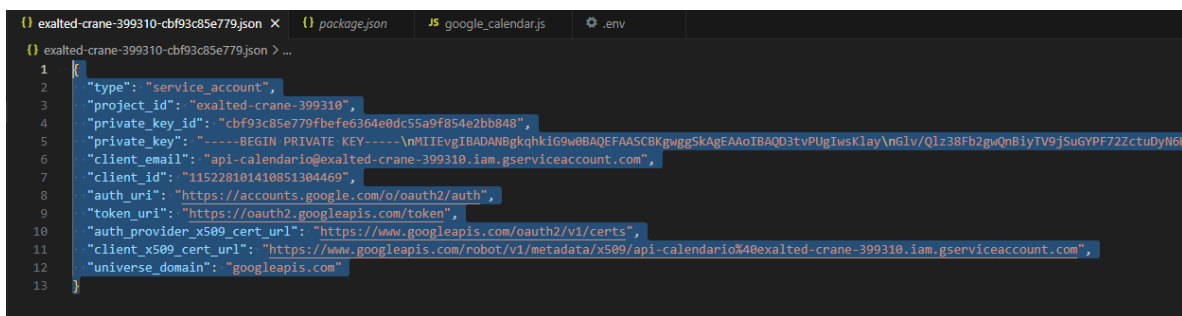 {} exalted-crane-399310-cbf93c85e779.json × {} package.json JS google_calendar.js .env
{} exalted-crane-399310-cbf93c85e779.json > ...
1 {
2 "type": "service_account",
3 "project_id": "exalted-crane-399310",
4 "private_key_id": "cbf93c85e779fbefe6364e0dc55a9f854e2bb848",
5 "private_key": "-----BEGIN PRIVATE KEY-----\nMIIEvgIBADANBgkqhkiG9w0BAQEFAASCBKgwggSkAgEAAoIBAQD3tvPUgIwsKlay\nGlv/Qlz38Fb2gwQnBiyTV9jSuGYPF72ZctuDyN6
6 "client_email": "api-calendario@exalted-crane-399310.iam.gserviceaccount.com",
7 "client_id": "115228101410851304469",
8 "auth_uri": "https://accounts.google.com/o/oauth2/auth",
9 "token_uri": "https://oauth2.googleapis.com/token",
10 "auth_provider_x509_cert_url": "https://www.googleapis.com/oauth2/v1/certs",
11 "client_x509_cert_url": "https://www.googleapis.com/robot/v1/metadata/x509/api-calendario%40exalted-crane-399310.iam.gserviceaccount.com",
12 "universe_domain": "googleapis.com"
13 }